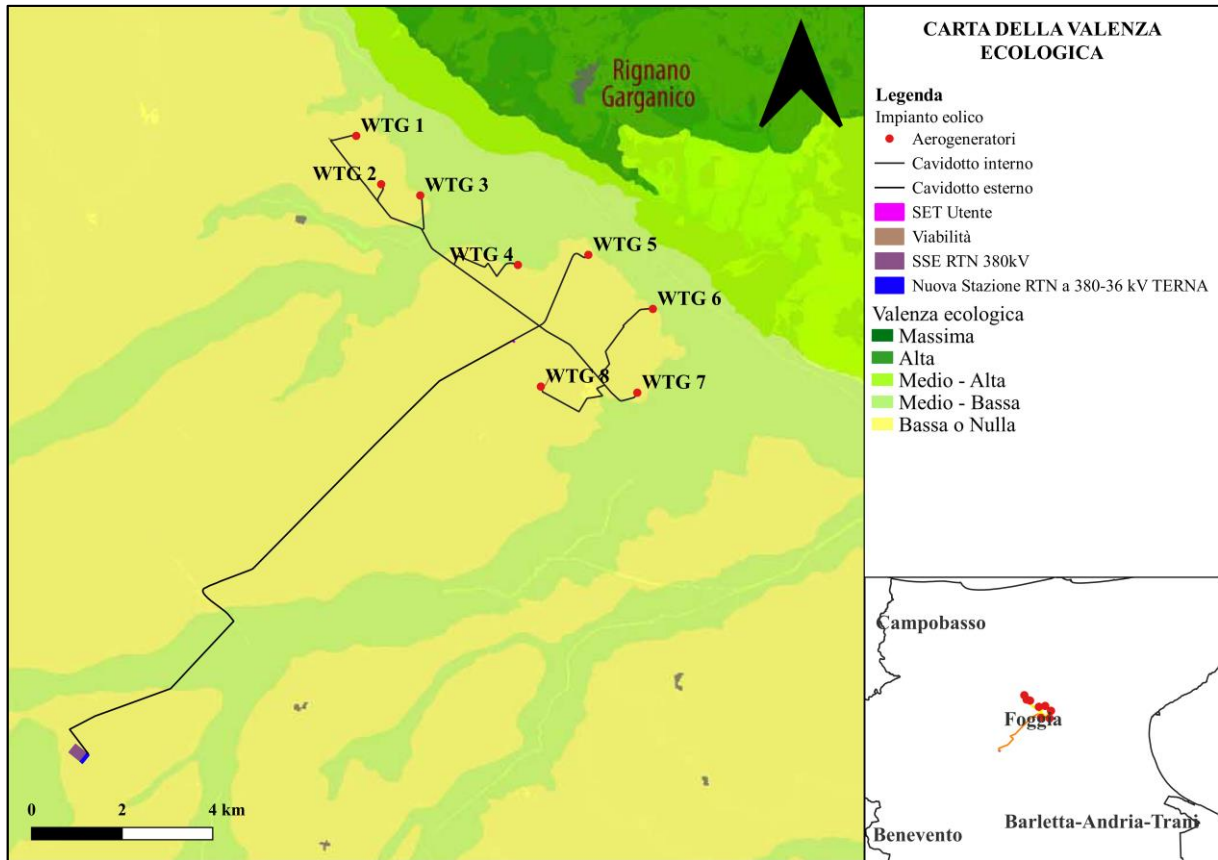 CARTA DELLA VALENZA
ECOLOGICA
Legenda
Impianto eolico
Aerogeneratori
Cavidotto interno
Cavidotto esterno
SET Utente
Viabilità
SSE RTN 380kV
Nuova Stazione RTN a 380-36 kV TERNA
Valenza ecologica
Massima
Alta
Medio - Alta
Medio - Bassa
Bassa o Nulla
Rignano
Garganico
WTG 1
WTG 2
WTG 3
WTG 4
WTG 5
WTG 6
WTG 8
WTG 7
0 2 4 km
Campobasso
Foggia
Barletta-Andria-Trani
Benevento